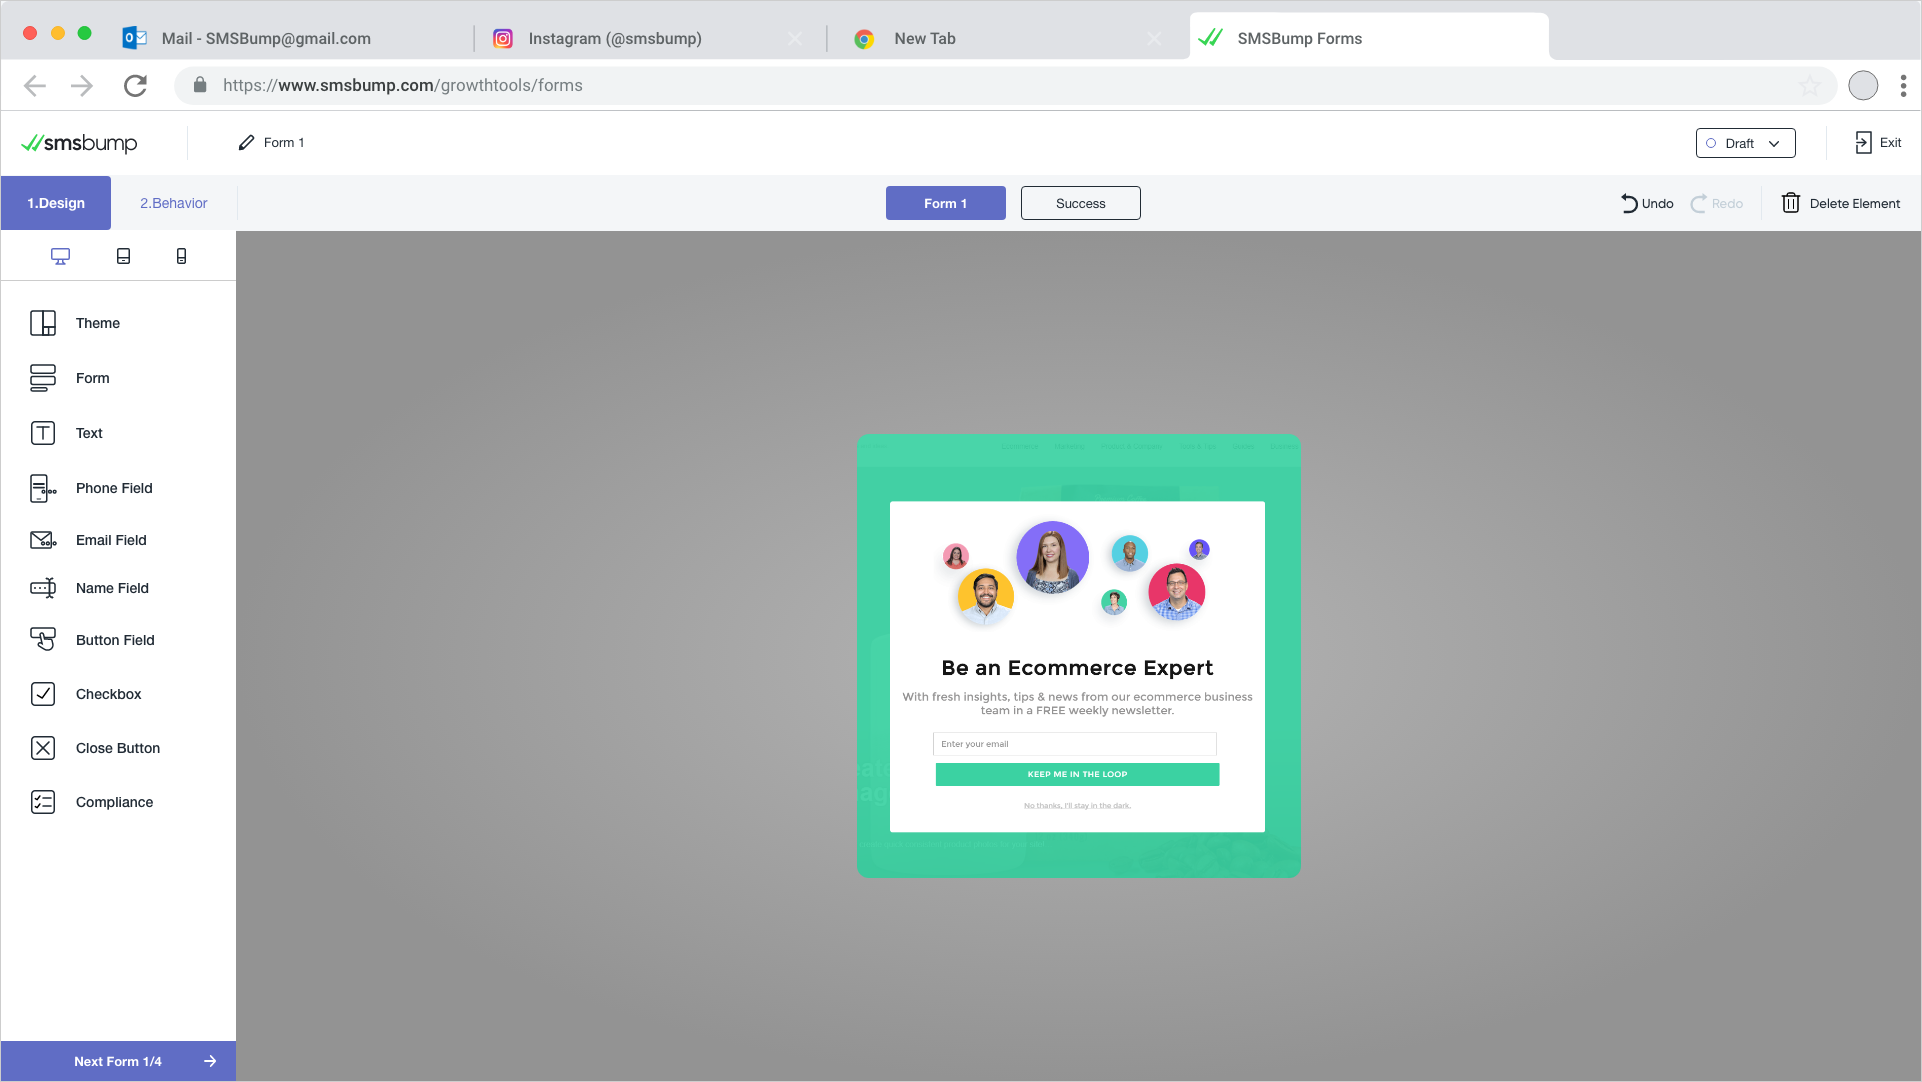 Mail - SMSBump@gmail.com
Instagram (@smsbump)
New Tab
SMSBump Forms
https://www.smsbump.com/growthtools/forms
smsbump
Form 1
Draft
Exit
1.Design
2.Behavior
Form 1
Success
Undo
Redo
Delete Element
Theme
Form
Text
Phone Field
Email Field
Name Field
Button Field
Checkbox
Close Button
Compliance
Next Form 1/4
Be an Ecommerce Expert
With fresh insights, tips & news from our ecommerce business
team in a FREE weekly newsletter.
Enter your email
KEEP ME IN THE LOOP
No thanks, I'll stay in the dark.